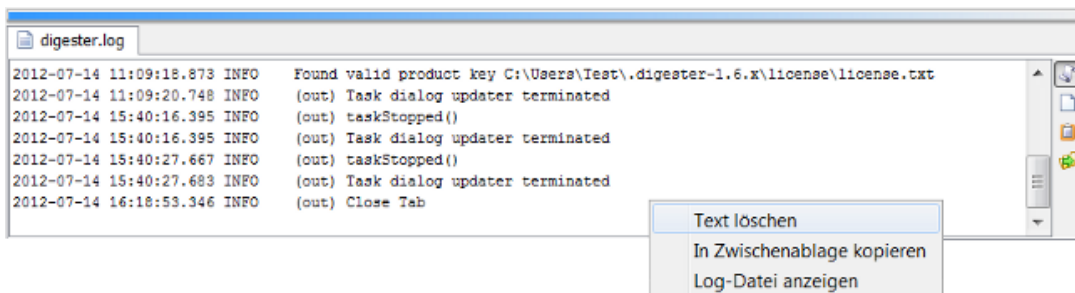 digester.log
2012-07-14 11:09:18.873 INFO Found valid product key C:\Users\Test\.digester-1.6.x\license\license.txt
2012-07-14 11:09:20.748 INFO (out) Task dialog updater terminated
2012-07-14 15:40:16.395 INFO (out) taskStopped()
2012-07-14 15:40:16.395 INFO (out) Task dialog updater terminated
2012-07-14 15:40:27.667 INFO (out) taskStopped()
2012-07-14 15:40:27.683 INFO (out) Task dialog updater terminated
2012-07-14 16:18:53.346 INFO (out) Close Tab
Text löschen
In Zwischenablage kopieren
Log-Datei anzeigen